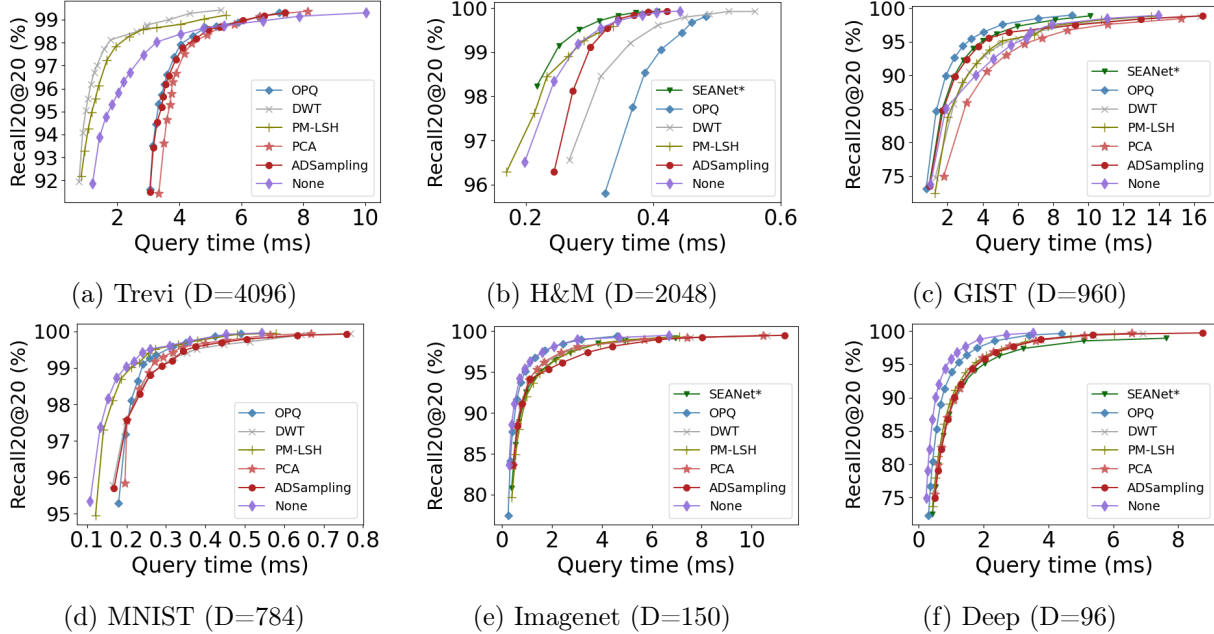 Recall20@20 (%)
99
98
97
96
95
94
93
92
2
4
6
8
10
Query time (ms)
OPQ
DWT
PM-LSH
PCA
ADSampling
None
(a) Trevi (D=4096)
Recall20@20 (%)
100
99
98
97
96
0.2
0.4
0.6
Query time (ms)
SEANet*
OPQ
DWT
PM-LSH
ADSampling
None
(b) H&M (D=2048)
Recall20@20 (%)
100
95
90
85
80
75
2
4
6
8
10
12
14
16
Query time (ms)
SEANet*
OPQ
DWT
PM-LSH
PCA
ADSampling
None
(c) GIST (D=960)
Recall20@20 (%)
100
99
98
97
96
95
0.1
0.2
0.3
0.4
0.5
0.6
0.7
0.8
Query time (ms)
OPQ
DWT
PM-LSH
PCA
ADSampling
None
(d) MNIST (D=784)
Recall20@20 (%)
100
95
90
85
80
0
2
4
6
8
10
Query time (ms)
SEANet*
OPQ
DWT
PM-LSH
PCA
ADSampling
None
(e) Imagenet (D=150)
Recall20@20 (%)
100
95
90
85
80
75
0
2
4
6
8
Query time (ms)
SEANet*
OPQ
DWT
PM-LSH
PCA
ADSampling
None
(f) Deep (D=96)